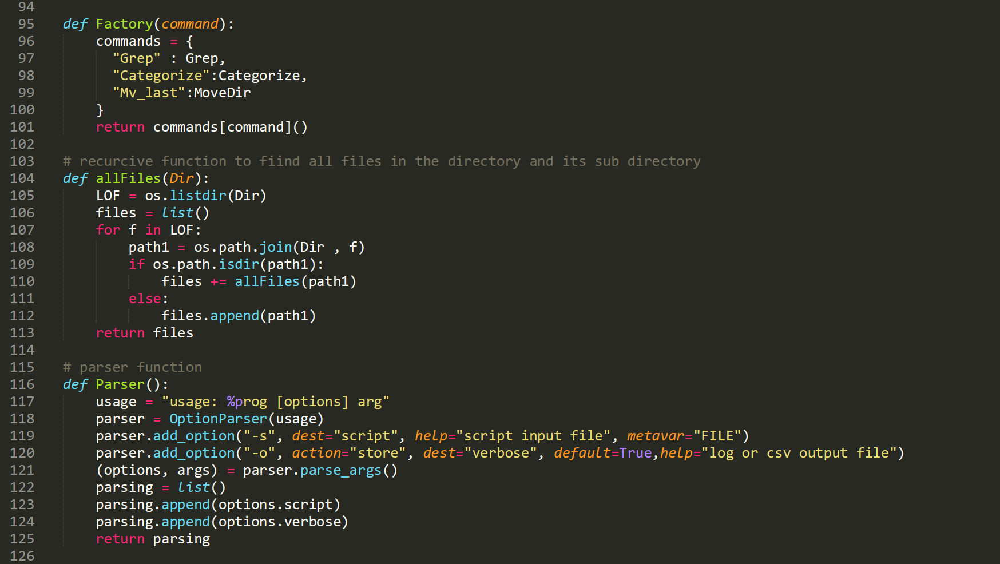 94
95 def Factory(command):
96 commands = {
97 "Grep" : Grep,
98 "Categorize":Categorize,
99 "Mv_last":MoveDir
100 }
101 return commands[command]()
102
103 # recurcive function to fiind all files in the directory and its sub directory
104 def allFiles(Dir):
105 LOF = os.listdir(Dir)
106 files = list()
107 for f in LOF:
108 path1 = os.path.join(Dir , f)
109 if os.path.isdir(path1):
110 files += allFiles(path1)
111 else:
112 files.append(path1)
113 return files
114
115 # parser function
116 def Parser():
117 usage = "usage: %prog [options] arg"
118 parser = OptionParser(usage)
119 parser.add_option("-s", dest="script", help="script input file", metavar="FILE")
120 parser.add_option("-o", action="store", dest="verbose", default=True,help="log or csv output file")
121 (options, args) = parser.parse_args()
122 parsing = list()
123 parsing.append(options.script)
124 parsing.append(options.verbose)
125 return parsing
126